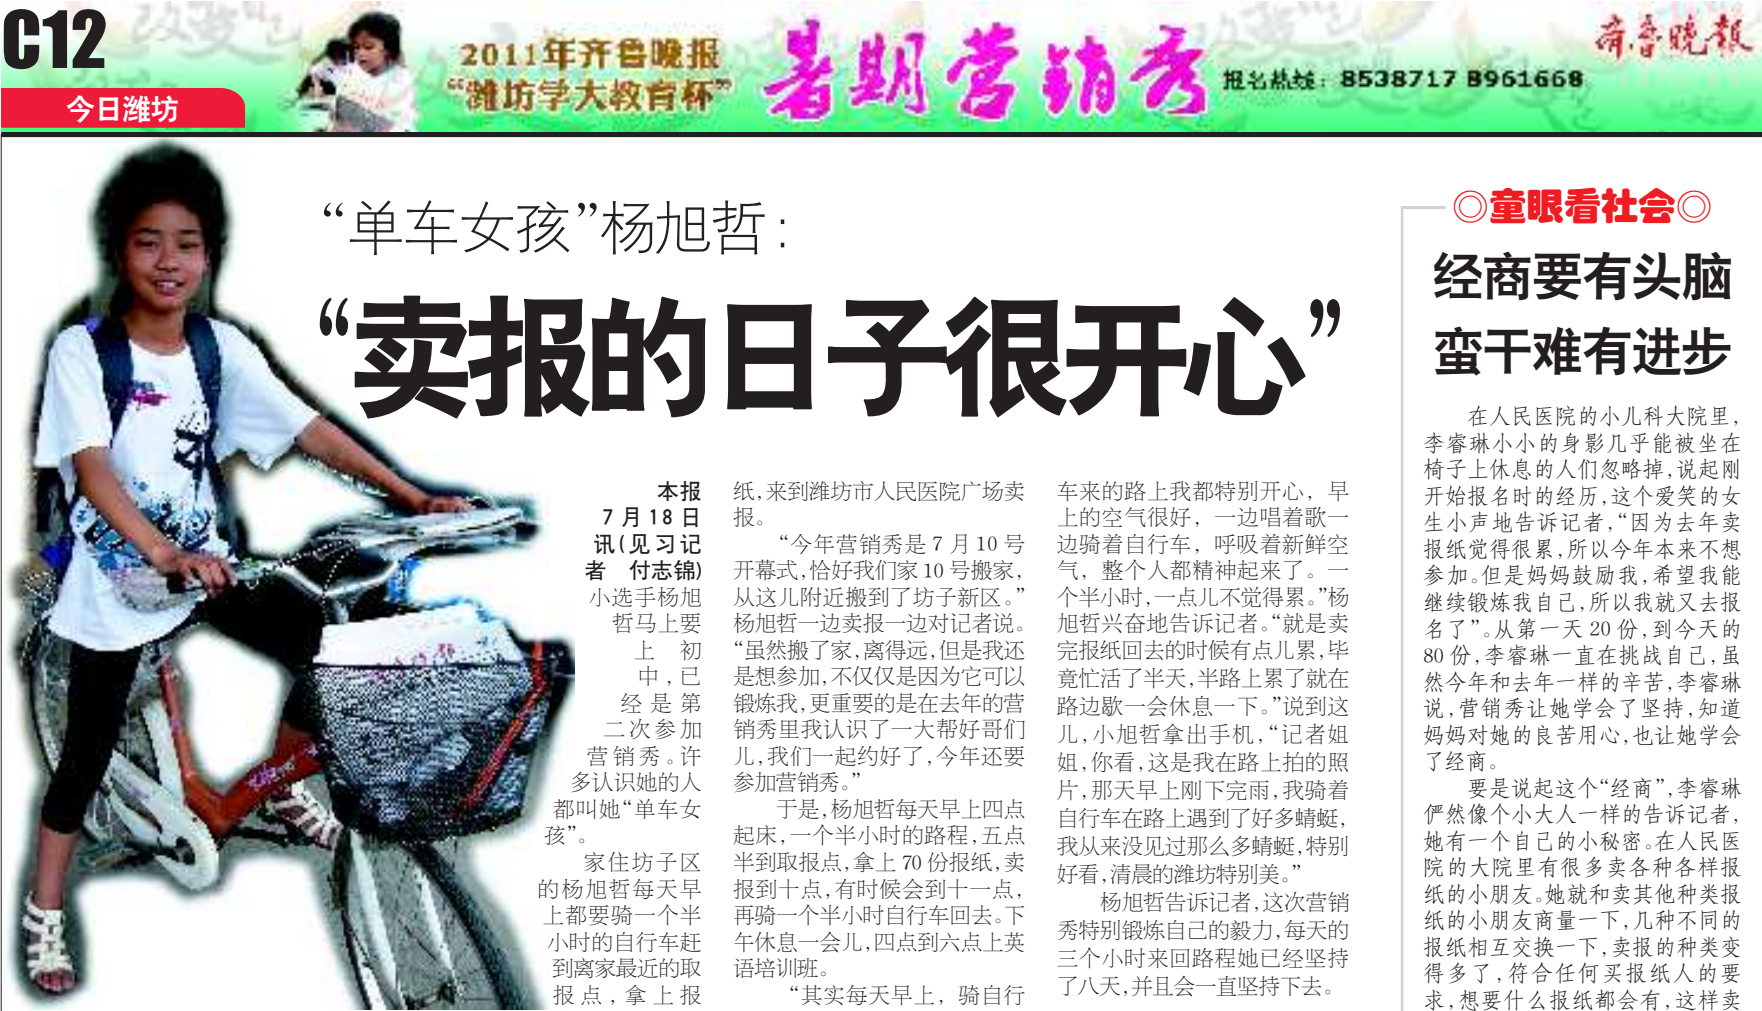 C12
今日潍坊
2011年齐鲁晚报
“潍坊学大教育杯”
暑期营销秀
报名热线：8538717 8961668
齐鲁晚报
“单车女孩”杨旭哲：
“卖报的日子很开心”
本报
7月18日
讯(见习记
者　付志锦)
小选手杨旭
哲马上要
上　初
中,已
经是第
二次参加
营销秀。许
多认识她的人
都叫她“单车女
孩”。
家住坊子区
的杨旭哲每天早
上都要骑一个半
小时的自行车赶
到离家最近的取
报点,拿上报
纸,来到潍坊市人民医院广场卖
报。
“今年营销秀是7月10号
开幕式,恰好我们家10号搬家,
从这儿附近搬到了坊子新区。”
杨旭哲一边卖报一边对记者说。
“虽然搬了家,离得远,但是我还
是想参加,不仅仅是因为它可以
锻炼我,更重要的是在去年的营
销秀里我认识了一大帮好哥们
儿,我们一起约好了,今年还要
参加营销秀。”
于是,杨旭哲每天早上四点
起床,一个半小时的路程,五点
半到取报点,拿上70份报纸,卖
报到十点,有时候会到十一点,
再骑一个半小时自行车回去。下
午休息一会儿,四点到六点上英
语培训班。
“其实每天早上，骑自行
车来的路上我都特别开心，早
上的空气很好，一边唱着歌一
边骑着自行车，呼吸着新鲜空
气，整个人都精神起来了。一
个半小时,一点儿不觉得累。”杨
旭哲兴奋地告诉记者。“就是卖
完报纸回去的时候有点儿累,毕
竟忙活了半天,半路上累了就在
路边歇一会休息一下。”说到这
儿,小旭哲拿出手机,“记者姐
姐,你看,这是我在路上拍的照
片,那天早上刚下完雨,我骑着
自行车在路上遇到了好多蜻蜓,
我从来没见过那么多蜻蜓,特别
好看,清晨的潍坊特别美。”
杨旭哲告诉记者,这次营销
秀特别锻炼自己的毅力,每天的
三个小时来回路程她已经坚持
了八天,并且会一直坚持下去。
◎童眼看社会◎
经商要有头脑
蛮干难有进步
在人民医院的小儿科大院里,
李睿琳小小的身影几乎能被坐在
椅子上休息的人们忽略掉,说起刚
开始报名时的经历,这个爱笑的女
生小声地告诉记者,“因为去年卖
报纸觉得很累,所以今年本来不想
参加。但是妈妈鼓励我,希望我能
继续锻炼我自己,所以我就又去报
名了”。从第一天20份,到今天的
80份,李睿琳一直在挑战自己,虽
然今年和去年一样的辛苦,李睿琳
说,营销秀让她学会了坚持,知道
妈妈对她的良苦用心,也让她学会
了经商。
要是说起这个“经商”,李睿琳
俨然像个小大人一样的告诉记者,
她有一个自己的小秘密。在人民医
院的大院里有很多卖各种各样报
纸的小朋友。她就和卖其他种类报
纸的小朋友商量一下,几种不同的
报纸相互交换一下,卖报的种类变
得多了,符合任何买报纸人的要
求,想要什么报纸都会有,这样卖